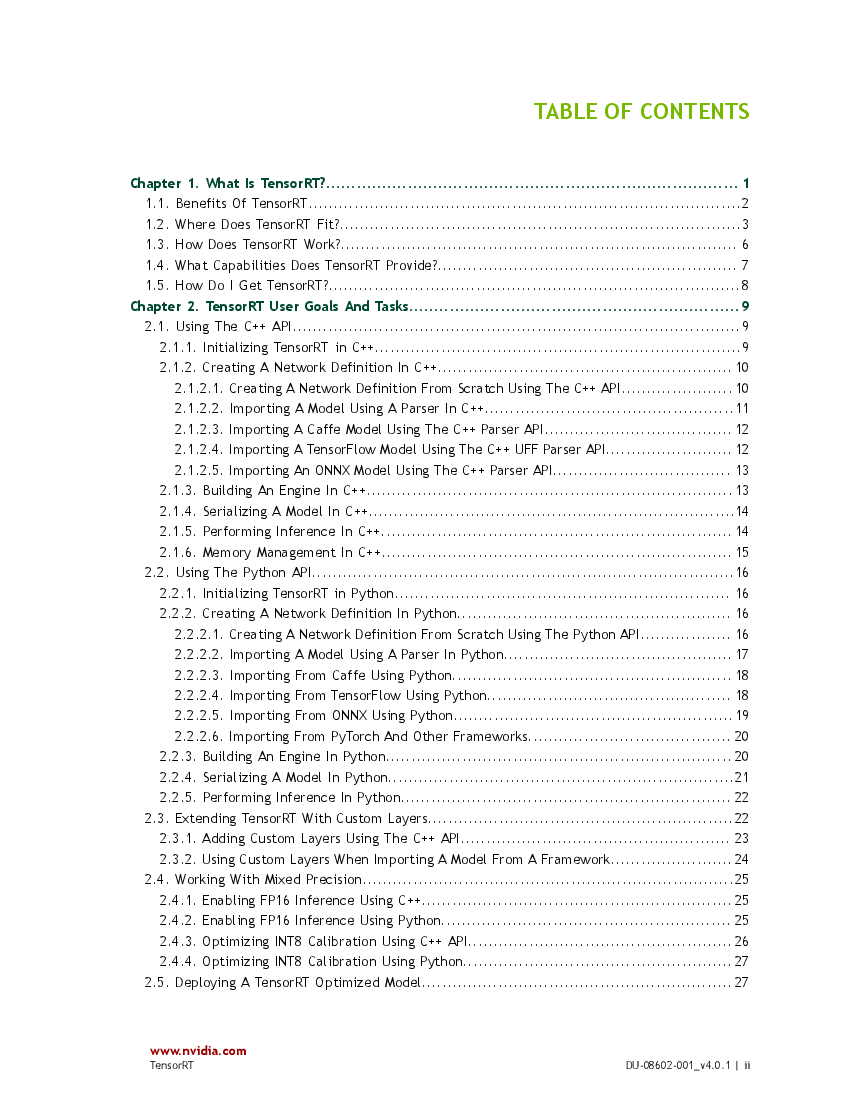 TABLE OF CONTENTS
Chapter 1. What Is TensorRT?................................................................................ 1
1.1. Benefits Of TensorRT.....................................................................................2
1.2. Where Does TensorRT Fit?...............................................................................3
1.3. How Does TensorRT Work?.............................................................................. 6
1.4. What Capabilities Does TensorRT Provide?........................................................... 7
1.5. How Do I Get TensorRT?.................................................................................8
Chapter 2. TensorRT User Goals And Tasks................................................................9
2.1. Using The C++ API........................................................................................9
2.1.1. Initializing TensorRT in C++........................................................................9
2.1.2. Creating A Network Definition In C++.......................................................... 10
2.1.2.1. Creating A Network Definition From Scratch Using The C++ API...................... 10
2.1.2.2. Importing A Model Using A Parser In C++.................................................11
2.1.2.3. Importing A Caffe Model Using The C++ Parser API..................................... 12
2.1.2.4. Importing A TensorFlow Model Using The C++ UFF Parser API......................... 12
2.1.2.5. Importing An ONNX Model Using The C++ Parser API................................... 13
2.1.3. Building An Engine In C++........................................................................ 13
2.1.4. Serializing A Model In C++........................................................................14
2.1.5. Performing Inference In C++..................................................................... 14
2.1.6. Memory Management In C++..................................................................... 15
2.2. Using The Python API...................................................................................16
2.2.1. Initializing TensorRT in Python.................................................................. 16
2.2.2. Creating A Network Definition In Python...................................................... 16
2.2.2.1. Creating A Network Definition From Scratch Using The Python API.................. 16
2.2.2.2. Importing A Model Using A Parser In Python............................................. 17
2.2.2.3. Importing From Caffe Using Python....................................................... 18
2.2.2.4. Importing From TensorFlow Using Python................................................ 18
2.2.2.5. Importing From ONNX Using Python....................................................... 19
2.2.2.6. Importing From PyTorch And Other Frameworks........................................ 20
2.2.3. Building An Engine In Python.................................................................... 20
2.2.4. Serializing A Model In Python....................................................................21
2.2.5. Performing Inference In Python................................................................. 22
2.3. Extending TensorRT With Custom Layers............................................................22
2.3.1. Adding Custom Layers Using The C++ API..................................................... 23
2.3.2. Using Custom Layers When Importing A Model From A Framework........................ 24
2.4. Working With Mixed Precision.........................................................................25
2.4.1. Enabling FP16 Inference Using C++............................................................. 25
2.4.2. Enabling FP16 Inference Using Python......................................................... 25
2.4.3. Optimizing INT8 Calibration Using C++ API.................................................... 26
2.4.4. Optimizing INT8 Calibration Using Python..................................................... 27
2.5. Deploying A TensorRT Optimized Model............................................................. 27
www.nvidia.com
TensorRT DU-08602-001_v4.0.1 | ii